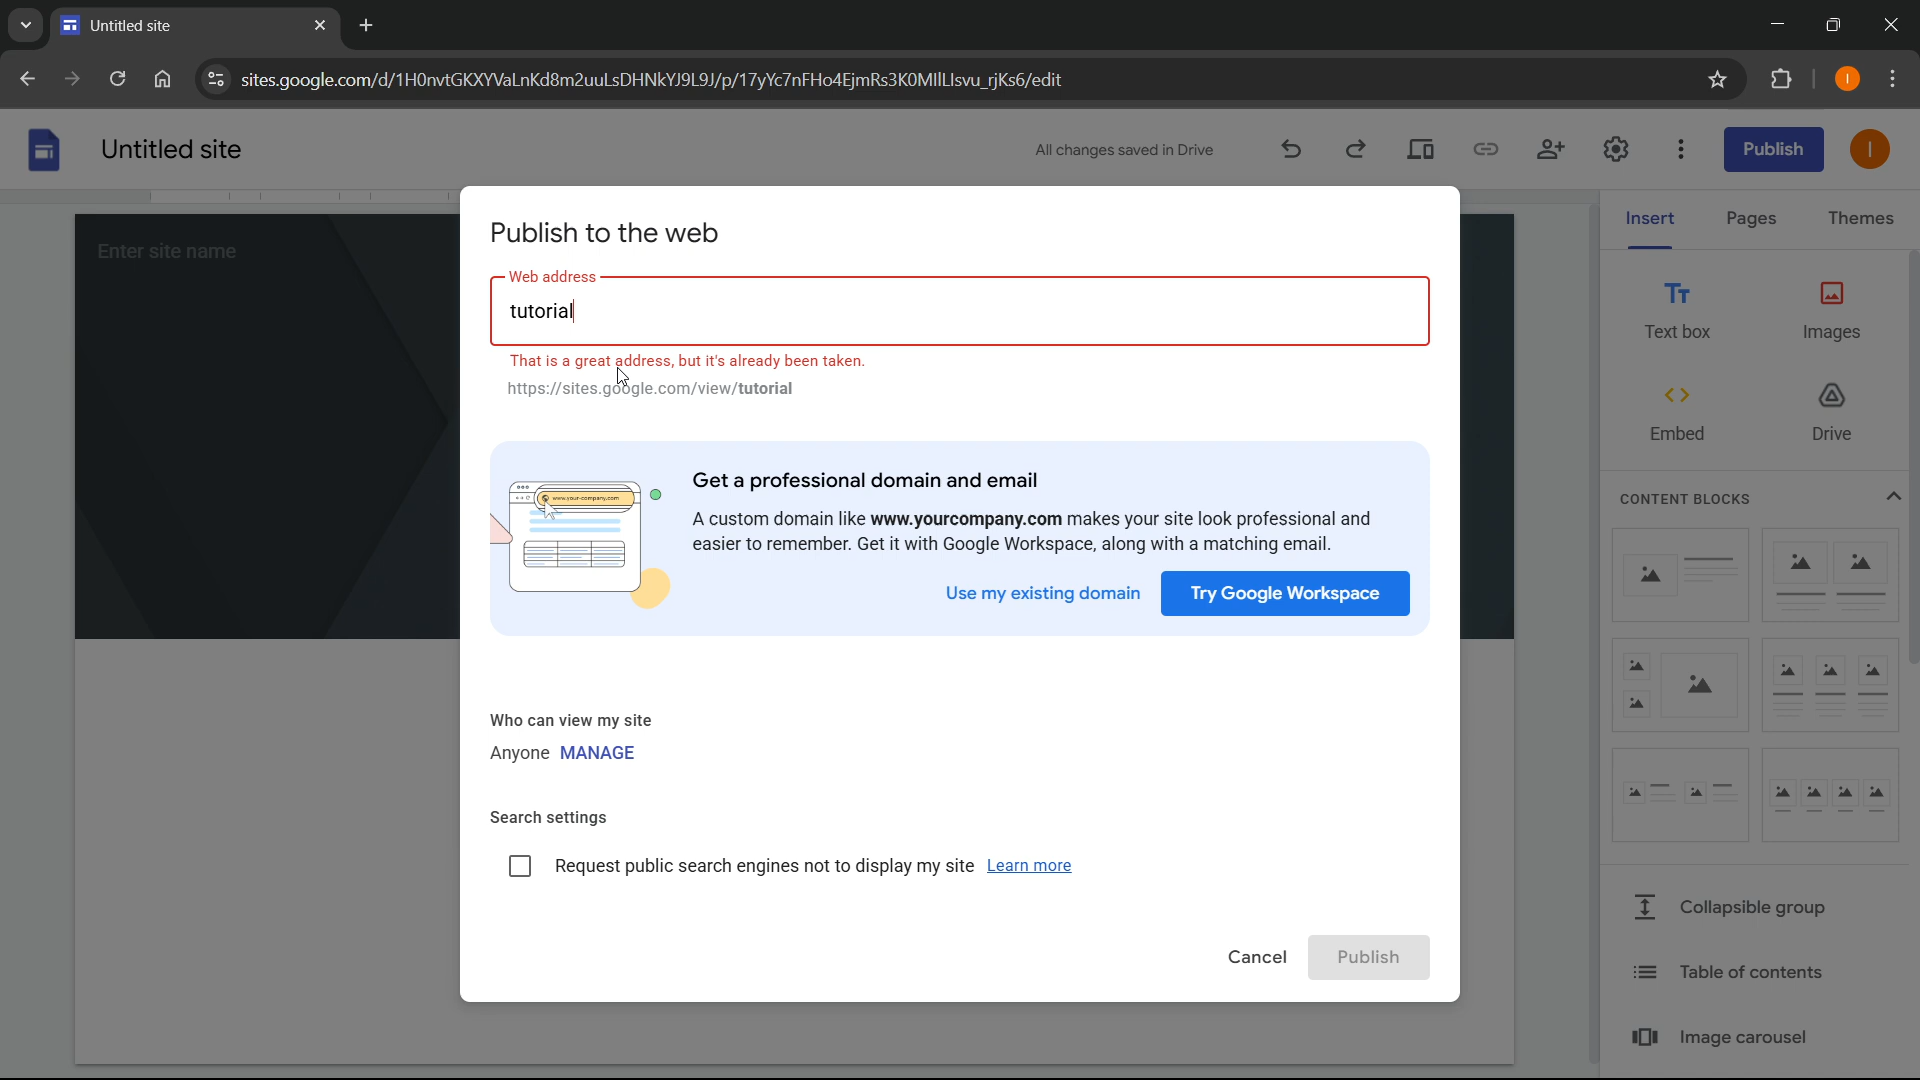 Untitled site
sites.google.com/d/1H0nvtGKXYVaLnKd8m2uuLsDHNkYJ9L9J/p/17yYc7nFHo4EjmRs3K0MIlLIsvu_rjKs6/edit
I
Untitled site
All changes saved in Drive
Publish
I
Enter site name
Insert
Pages
Themes
Publish to the web
Web address
tutorial
That is a great address, but it's already been taken.
https://sites.google.com/view/tutorial
Tт
Text box
Images
Embed
Drive
www.your-company.com
Get a professional domain and email
A custom domain like www.yourcompany.com makes your site look professional and
easier to remember. Get it with Google Workspace, along with a matching email.
Use my existing domain
Try Google Workspace
CONTENT BLOCKS
Who can view my site
Anyone MANAGE
Search settings
Request public search engines not to display my site Learn more
Cancel
Publish
Collapsible group
Table of contents
Image carousel